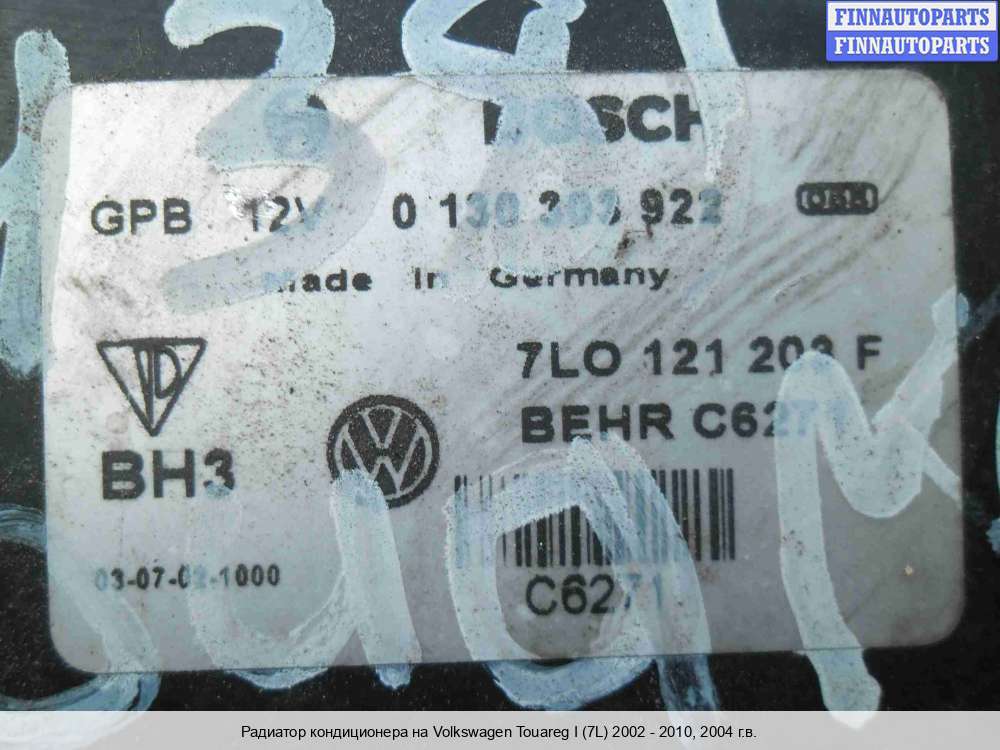 FINNAUTOPARTS
FINNAUTOPARTS
BOSCH
GPB 12V 0 130 303 922
Made In Germany
7LO 121 203 F
BEHR C6271
BH3
03-07-02-1000
C6271
Радиатор кондиционера на Volkswagen Touareg I (7L) 2002 - 2010, 2004 г.в.